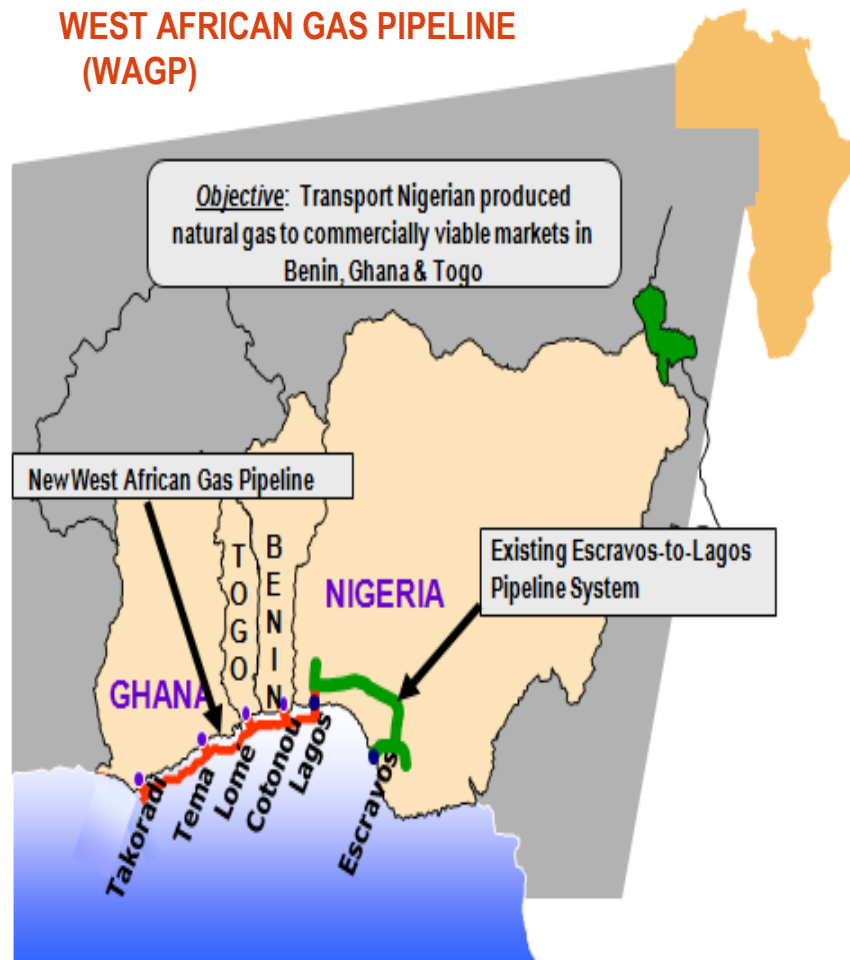 WEST AFRICAN GAS PIPELINE
(WAGP)
Objective: Transport Nigerian produced
natural gas to commercially viable markets in
Benin, Ghana & Togo
New West African Gas Pipeline
Existing Escravos-to-Lagos
Pipeline System
TOGO
BENIN
NIGERIA
GHANA
Takoradi
Tema
Lome
Cotonou
Lagos
Escravos